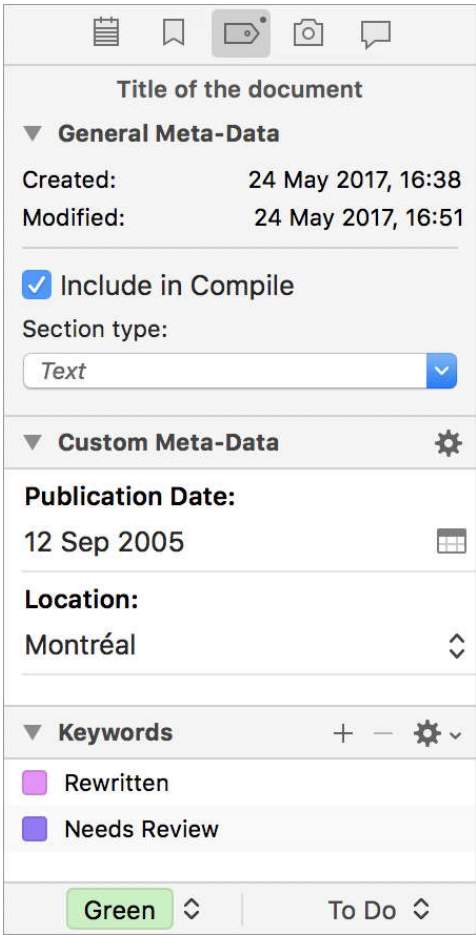 Title of the document
General Meta-Data
Created: 24 May 2017, 16:38
Modified: 24 May 2017, 16:51
Include in Compile
Section type:
Text
Custom Meta-Data
Publication Date:
12 Sep 2005
Location:
Montréal
Keywords
Rewritten
Needs Review
Green To Do